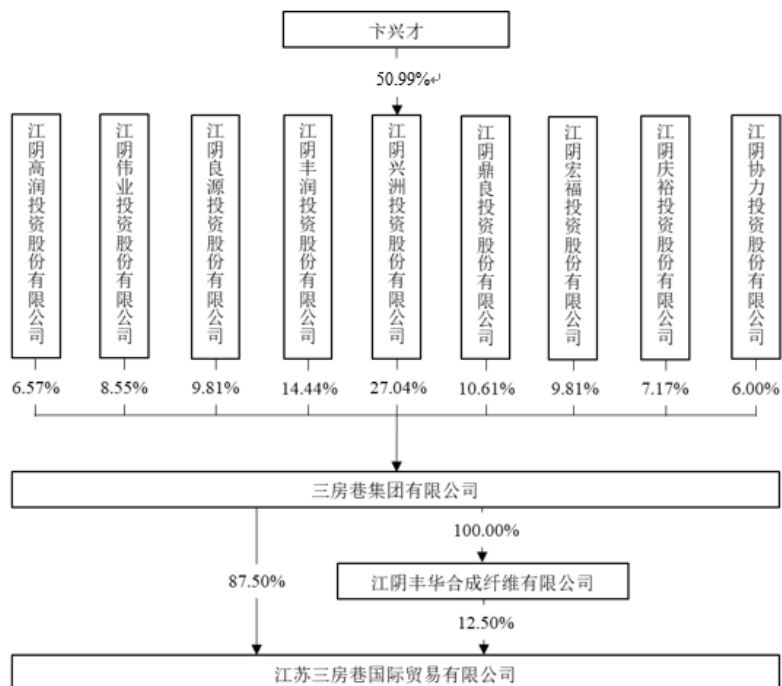 卞兴才
50.99%↵
江阴高润投资股份有限公司
江阴伟业投资股份有限公司
江阴良源投资股份有限公司
江阴丰润投资股份有限公司
江阴兴洲投资股份有限公司
江阴鼎良投资股份有限公司
江阴宏福投资股份有限公司
江阴庆裕投资股份有限公司
江阴协力投资股份有限公司
6.57%
8.55%
9.81%
14.44%
27.04%
10.61%
9.81%
7.17%
6.00%
三房巷集团有限公司
100.00%
87.50%
江阴丰华合成纤维有限公司
12.50%
江苏三房巷国际贸易有限公司